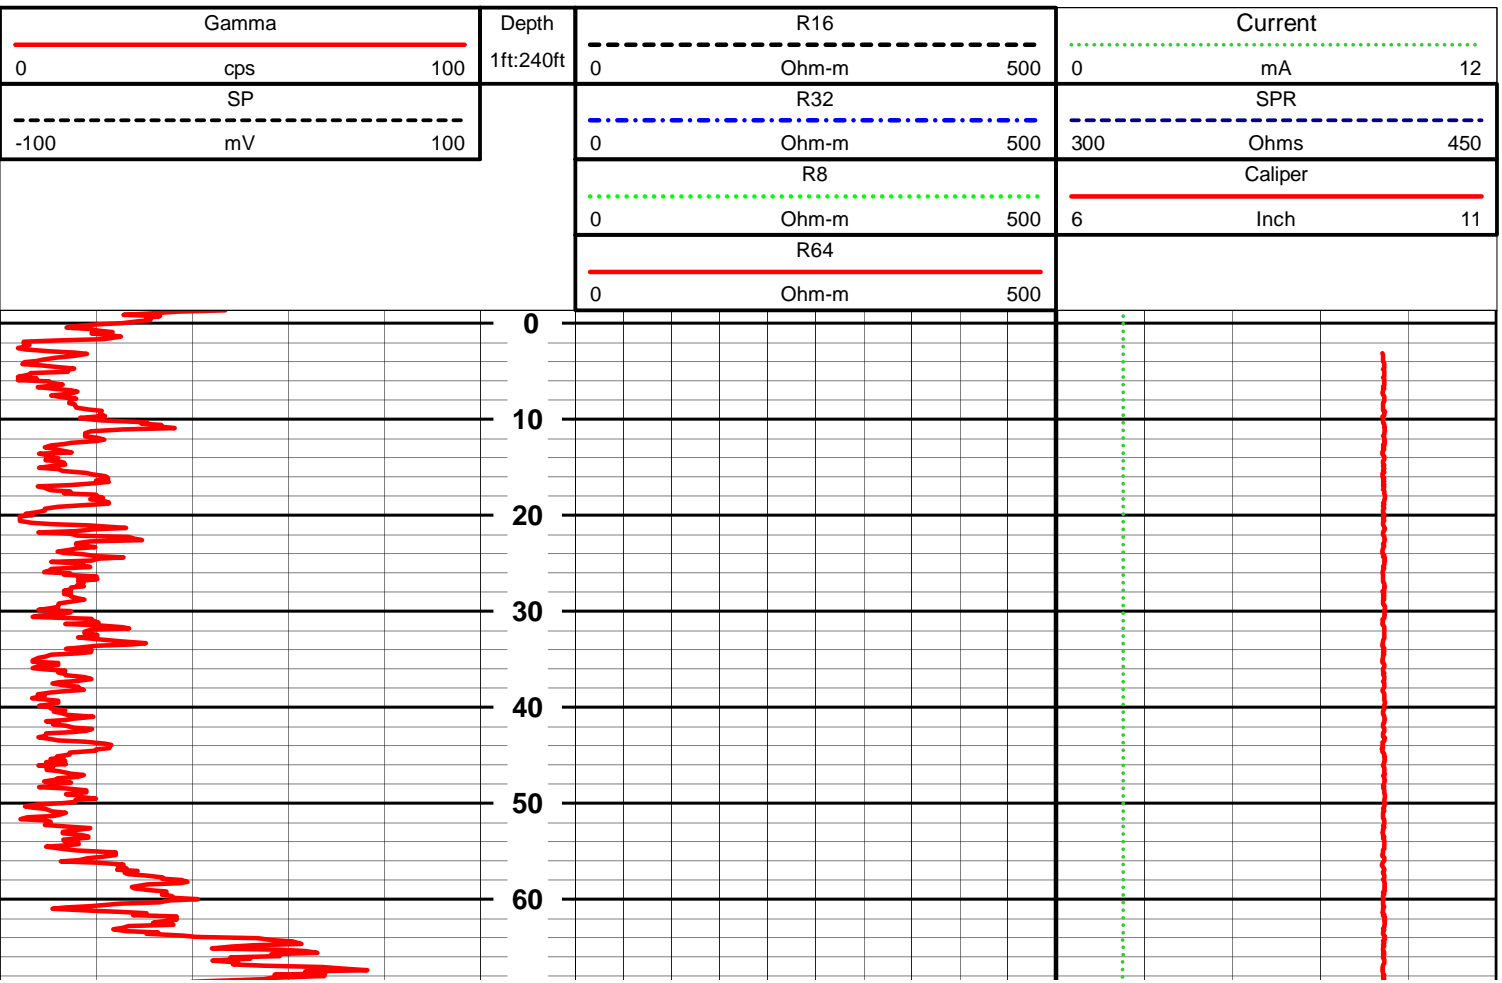 Gamma
0 cps 100
SP
-100 mV 100
Depth
1ft:240ft
R16
0 Ohm-m 500
R32
0 Ohm-m 500
R8
0 Ohm-m 500
R64
0 Ohm-m 500
Current
0 mA 12
SPR
300 Ohms 450
Caliper
6 Inch 11
0
10
20
30
40
50
60